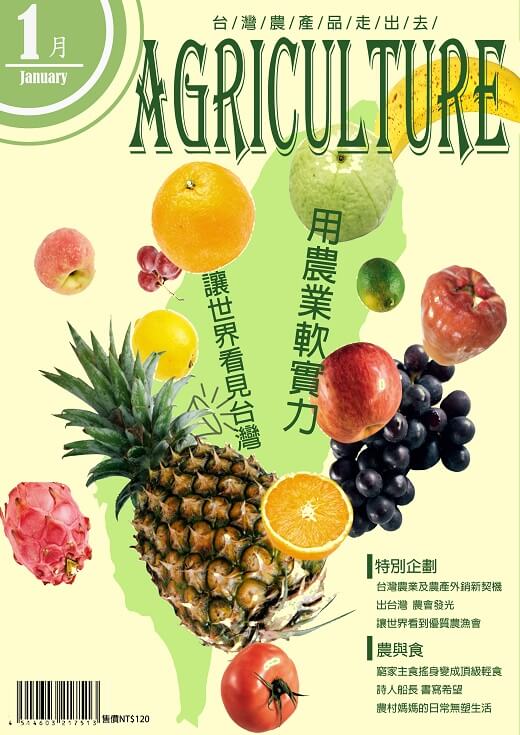 1月
January
台/灣/農/產/品/走/出/去/
AGRICULTURE
用農業軟實力
讓世界看見台灣
特別企劃
台灣農業及農產外銷新契機
出台灣 農會發光
讓世界看到優質農漁會
農與食
窮家主食搖身變成頂級輕食
詩人船長 書寫希望
農村媽媽的日常無塑生活
4 514603 217513
售價NT$120